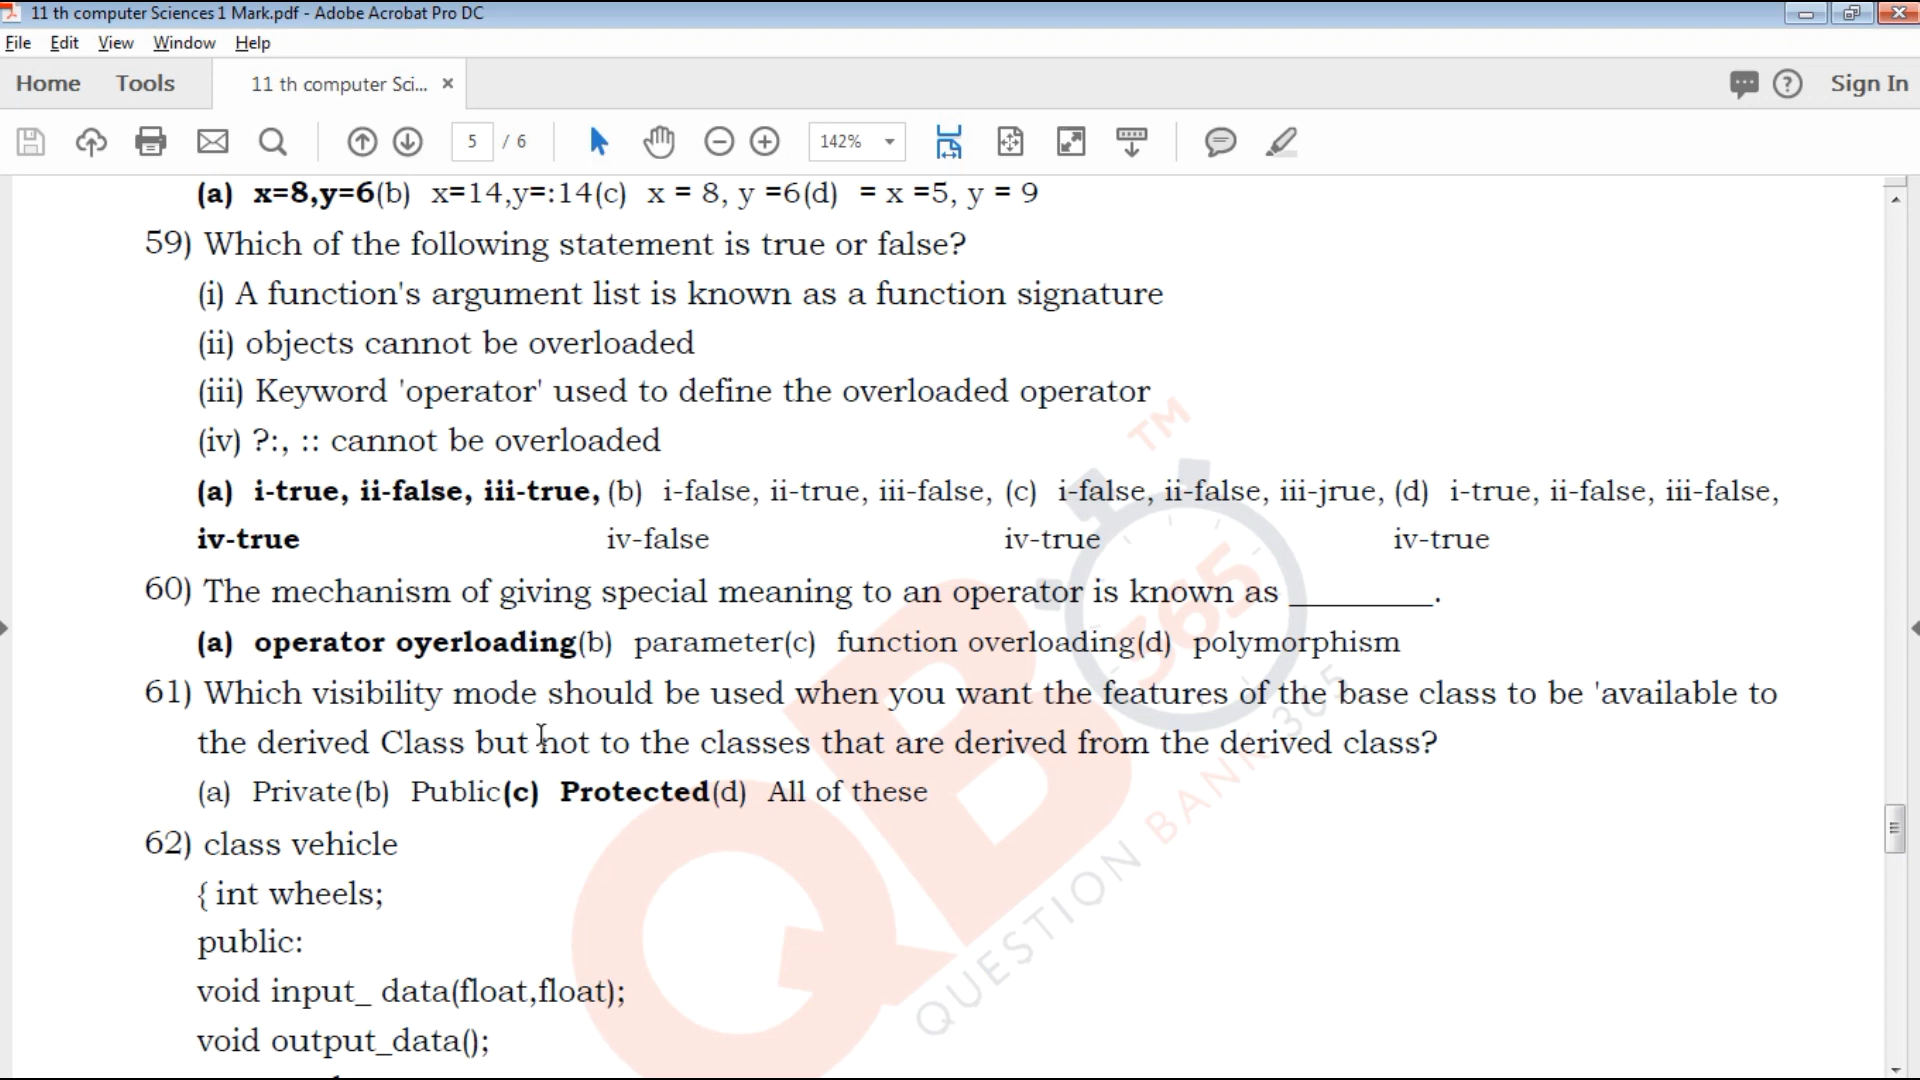 11 th computer Sciences 1 Mark.pdf - Adobe Acrobat Pro DC
File Edit View Window Help
Home Tools 11 th computer Sci... × Sign In
5 / 6 142%
(a) x=8,y=6(b) x=14,y=:14(c) x = 8, y =6(d) = x =5, y = 9
59) Which of the following statement is true or false?
(i) A function's argument list is known as a function signature
(ii) objects cannot be overloaded
(iii) Keyword 'operator' used to define the overloaded operator
(iv) ?:, :: cannot be overloaded
(a) i-true, ii-false, iii-true, (b) i-false, ii-true, iii-false, (c) i-false, ii-false, iii-jrue, (d) i-true, ii-false, iii-false,
iv-true iv-false iv-true iv-true
60) The mechanism of giving special meaning to an operator is known as ________.
(a) operator oyerloading(b) parameter(c) function overloading(d) polymorphism
61) Which visibility mode should be used when you want the features of the base class to be 'available to
the derived Class but not to the classes that are derived from the derived class?
(a) Private(b) Public(c) Protected(d) All of these
62) class vehicle
{ int wheels;
public:
void input_ data(float,float);
void output_data();
QB
365
TM
QUESTION BANK 365